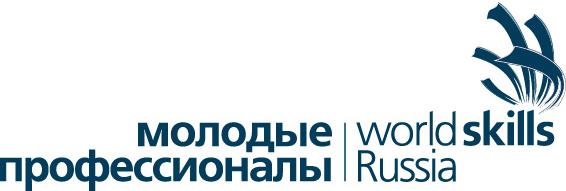 молодые
профессионалы
worldskills
Russia